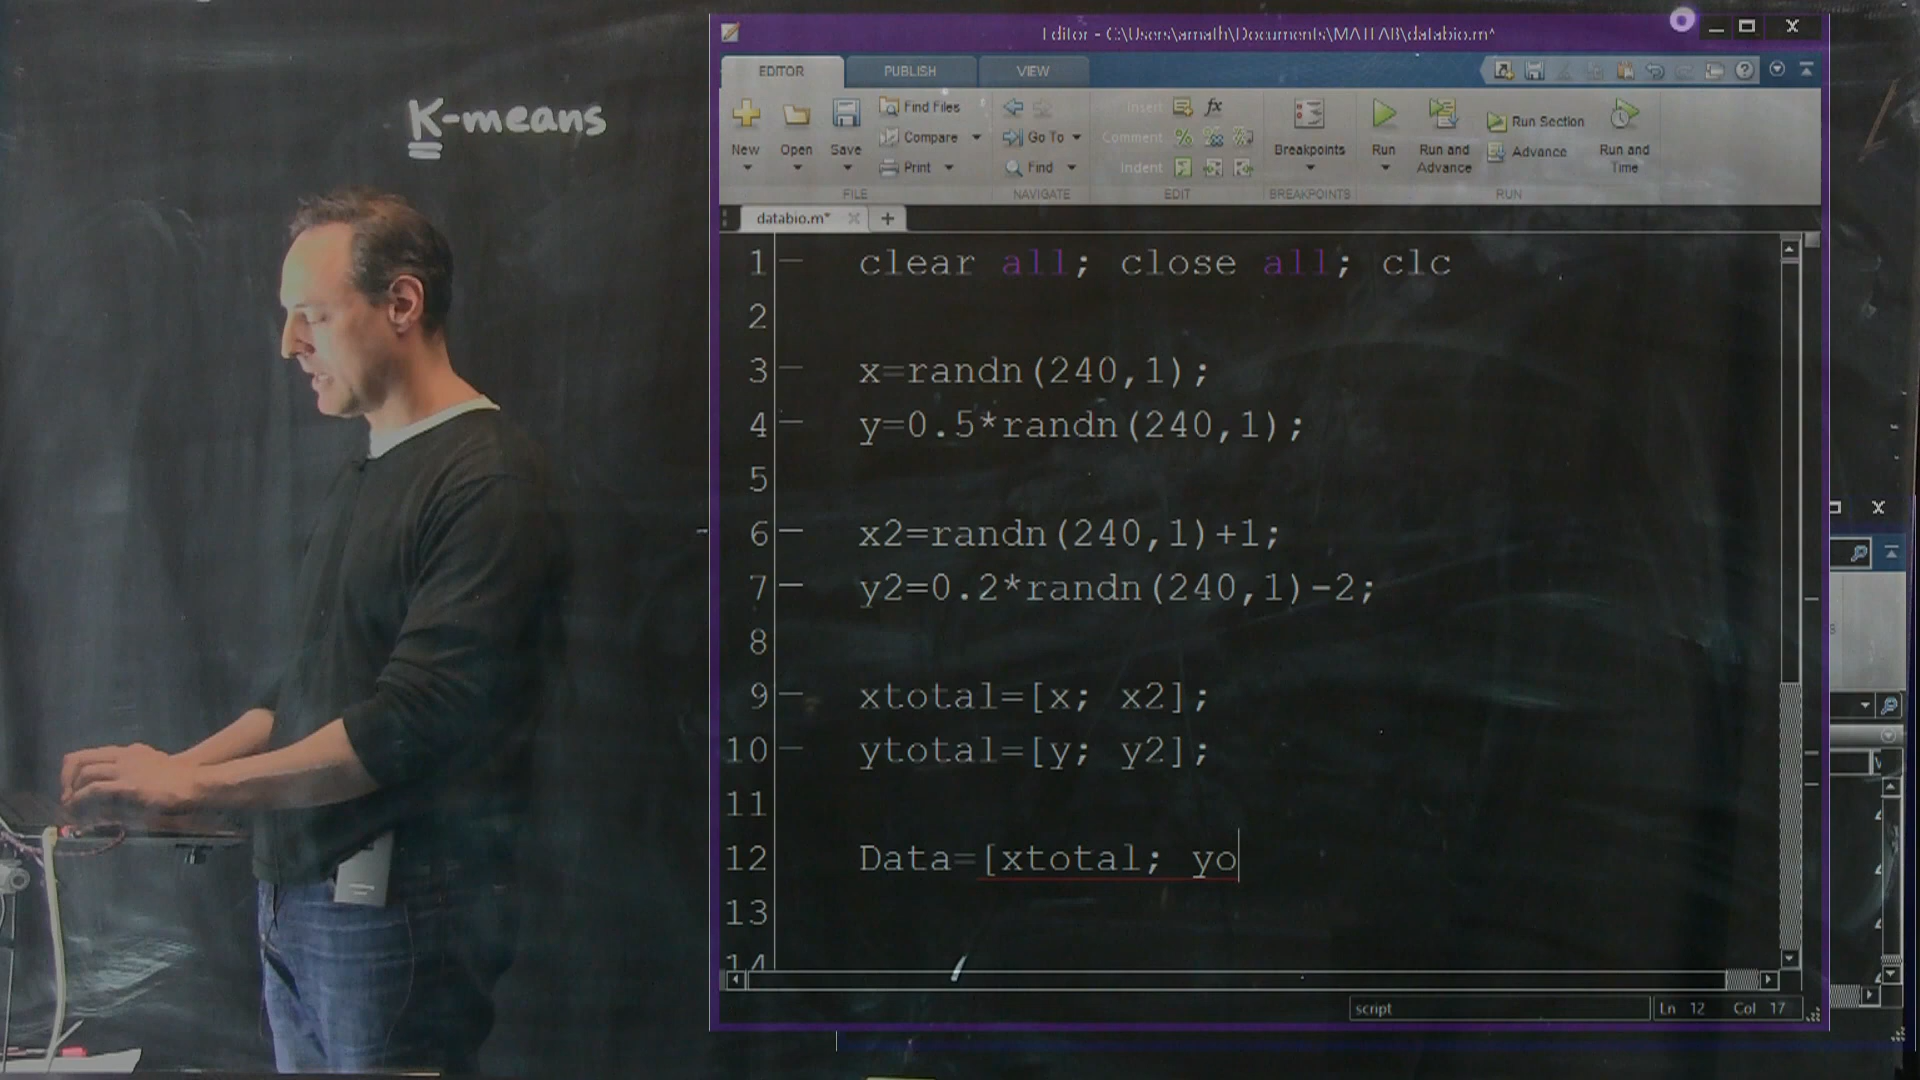 K-means
Editor - C:\Users\amath\Documents\MATLAB\databio.m*
EDITOR PUBLISH VIEW
New Open Save Find Files Compare Print
Go To Find
Insert Comment Indent
Breakpoints
Run Run and Advance Run Section Advance Run and Time
FILE NAVIGATE EDIT BREAKPOINTS RUN
databio.m*
1 clear all; close all; clc
2
3 x=randn(240,1);
4 y=0.5*randn(240,1);
5
6 x2=randn(240,1)+1;
7 y2=0.2*randn(240,1)-2;
8
9 xtotal=[x; x2];
10 ytotal=[y; y2];
11
12 Data=[xtotal; yo
13
14
script Ln 12 Col 17